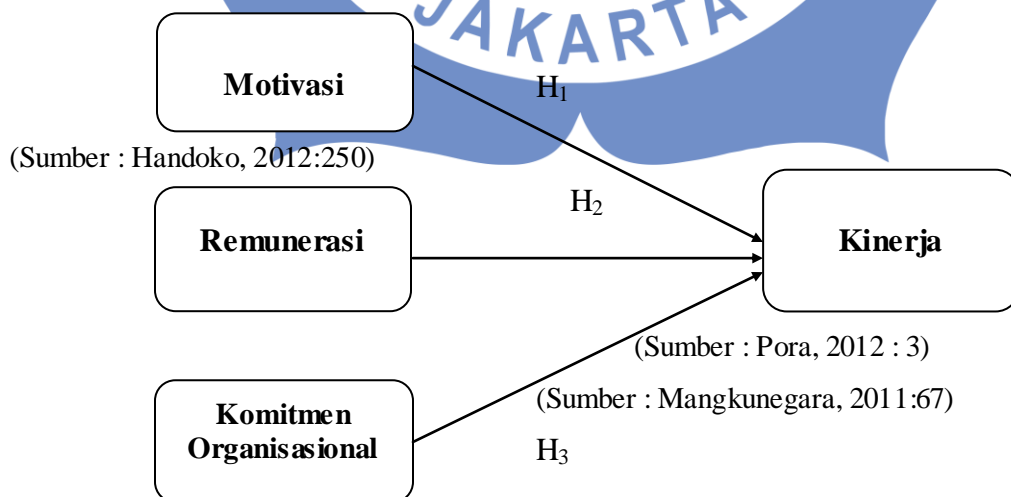 JAKARTA
Motivasi
H₁
(Sumber : Handoko, 2012:250)
H₂
Remunerasi
Kinerja
(Sumber : Pora, 2012 : 3)
(Sumber : Mangkunegara, 2011:67)
Komitmen
Organisasional
H₃